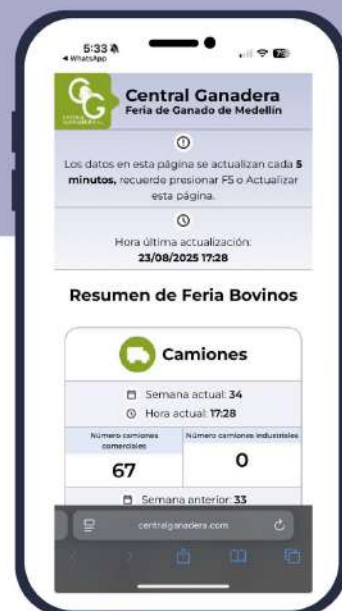 5:33
◀ WhatsApp
Central Ganadera
Feria de Ganado de Medellín
Los datos en esta página se actualizan cada 5
minutos, recuerde presionar F5 o Actualizar
esta página.
Hora última actualización:
23/08/2025 17:28
Resumen de Feria Bovinos
Camiones
Semana actual: 34
Hora actual: 17:28
Número camiones
comerciales
Número camiones industriales
67
0
Semana anterior: 33
centralganadera.com